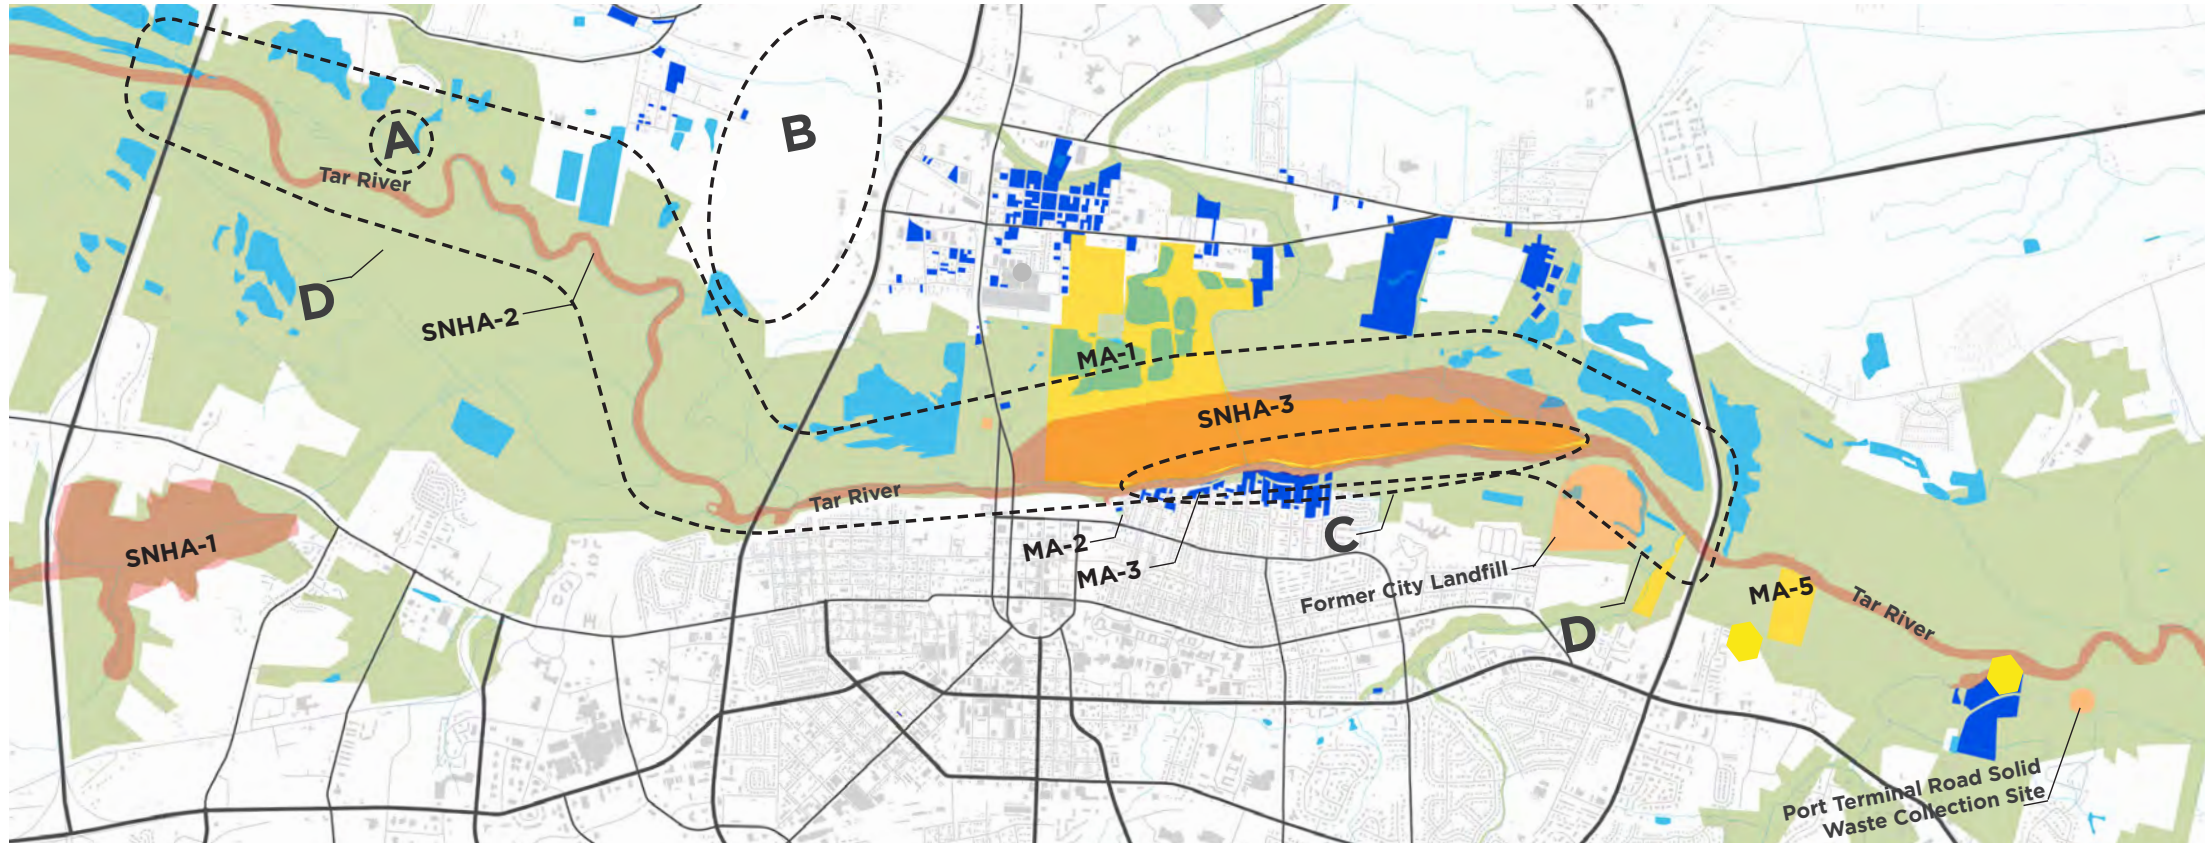 A
B
Tar River
D
SNHA-2
MA-1
SNHA-3
Tar River
SNHA-1
MA-2
C
MA-3
Former City Landfill
MA-5
Tar River
D
Port Terminal Road Solid
Waste Collection Site